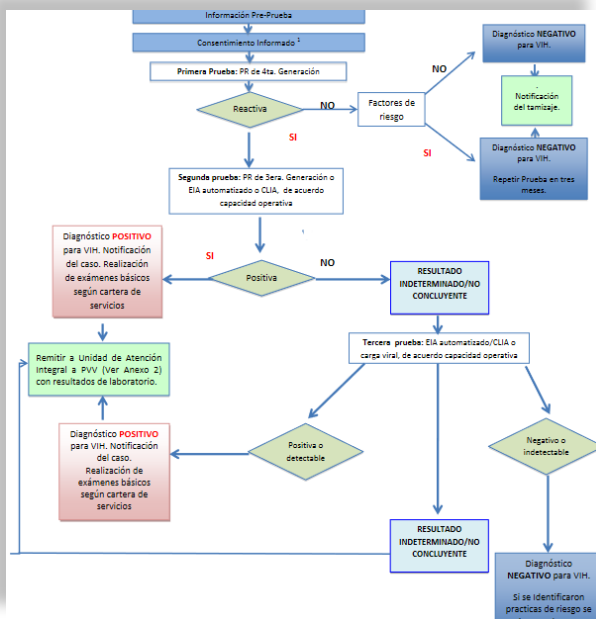 Información Pre-Prueba
Consentimiento Informado 1
Primera Prueba: PR de 4ta. Generación
Reactiva
NO
Factores de
riesgo
NO
Diagnóstico NEGATIVO
para VIH.
.
Notificación
del tamizaje.
SI
SI
Diagnóstico NEGATIVO
para VIH.
Repetir Prueba en tres
meses.
Segunda prueba: PR de 3era. Generación o
EIA automatizado o CLIA, de acuerdo
capacidad operativa
Diagnóstico POSITIVO
para VIH. Notificación
del caso. Realización
de exámenes básicos
según cartera de
servicios
SI
Positiva
NO
RESULTADO
INDETERMINADO/NO
CONCLUYENTE
Remitir a Unidad de Atención
Integral a PVV (Ver Anexo 2)
con resultados de laboratorio.
Tercera prueba: EIA automatizado/CLIA o
carga viral, de acuerdo capacidad operativa
Diagnóstico POSITIVO
para VIH. Notificación
del caso.
Realización de
exámenes básicos
según cartera de
servicios
Positiva o
detectable
Negativo o
indetectable
RESULTADO
INDETERMINADO/NO
CONCLUYENTE
Diagnóstico
NEGATIVO para VIH.
Si se Identificaron
practicas de riesgo se